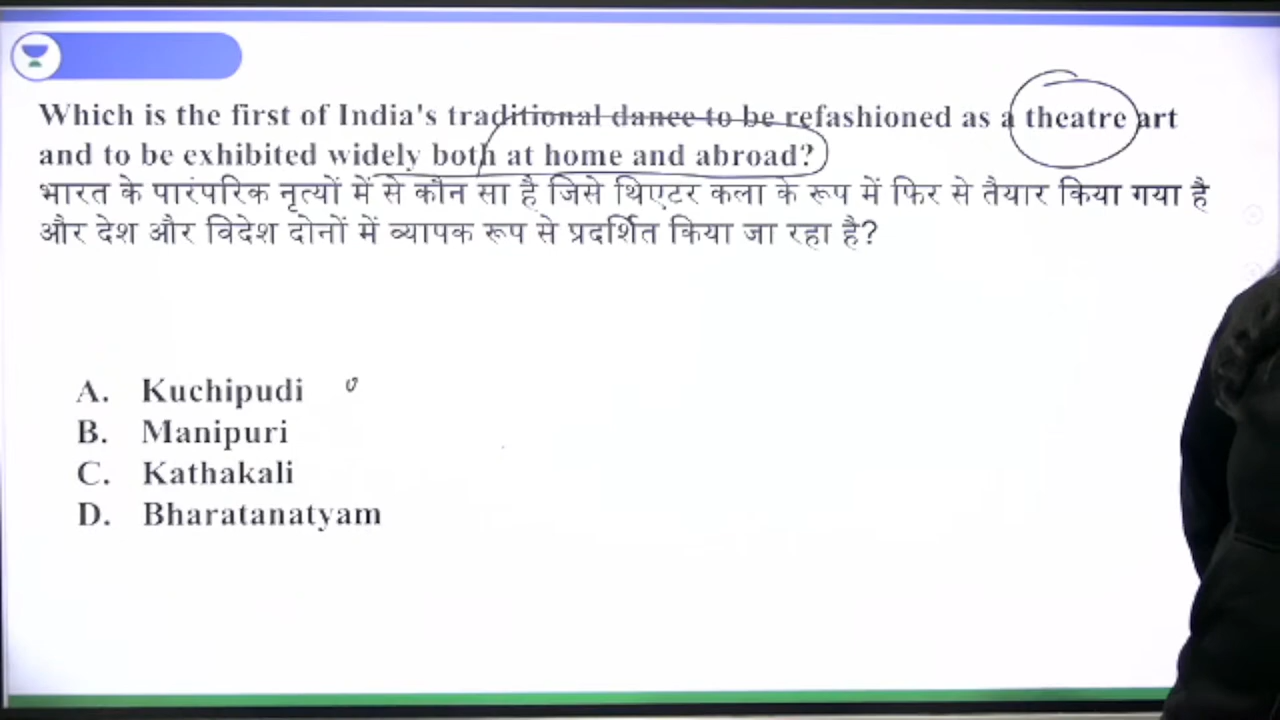 Which is the first of India's traditional dance to be refashioned as a theatre art
and to be exhibited widely both at home and abroad?
भारत के पारंपरिक नृत्यों में से कौन सा है जिसे थिएटर कला के रूप में फिर से तैयार किया गया है
और देश और विदेश दोनों में व्यापक रूप से प्रदर्शित किया जा रहा है?
A. Kuchipudi
B. Manipuri
C. Kathakali
D. Bharatanatyam